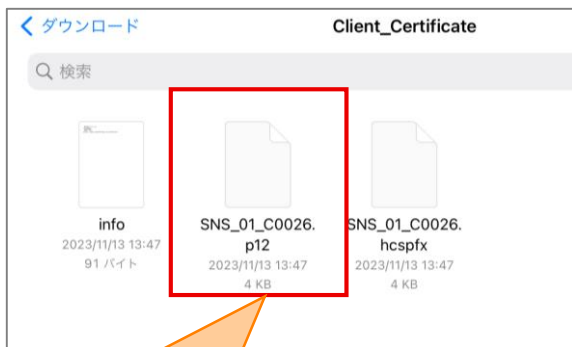 ダウンロード
Client_Certificate
検索
info
2023/11/13 13:47
91 バイト
SNS_01_C0026.
p12
2023/11/13 13:47
4 KB
SNS_01_C0026.
hcspfx
2023/11/13 13:47
4 KB